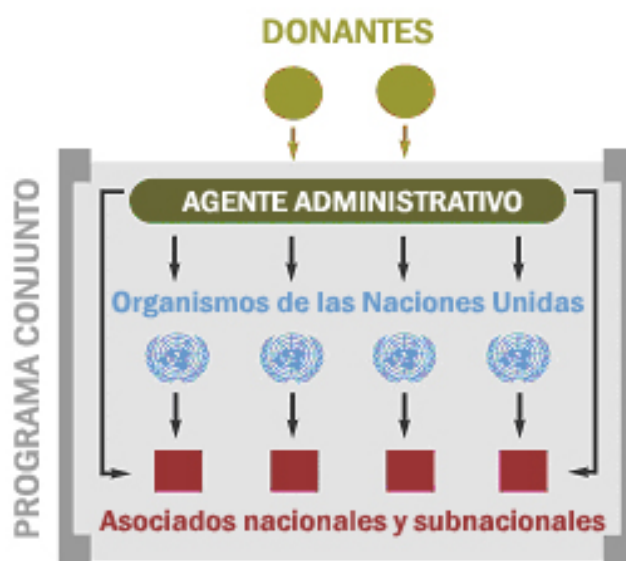 DONANTES
PROGRAMA CONJUNTO
AGENTE ADMINISTRATIVO
Organismos de las Naciones Unidas
Asociados nacionales y subnacionales